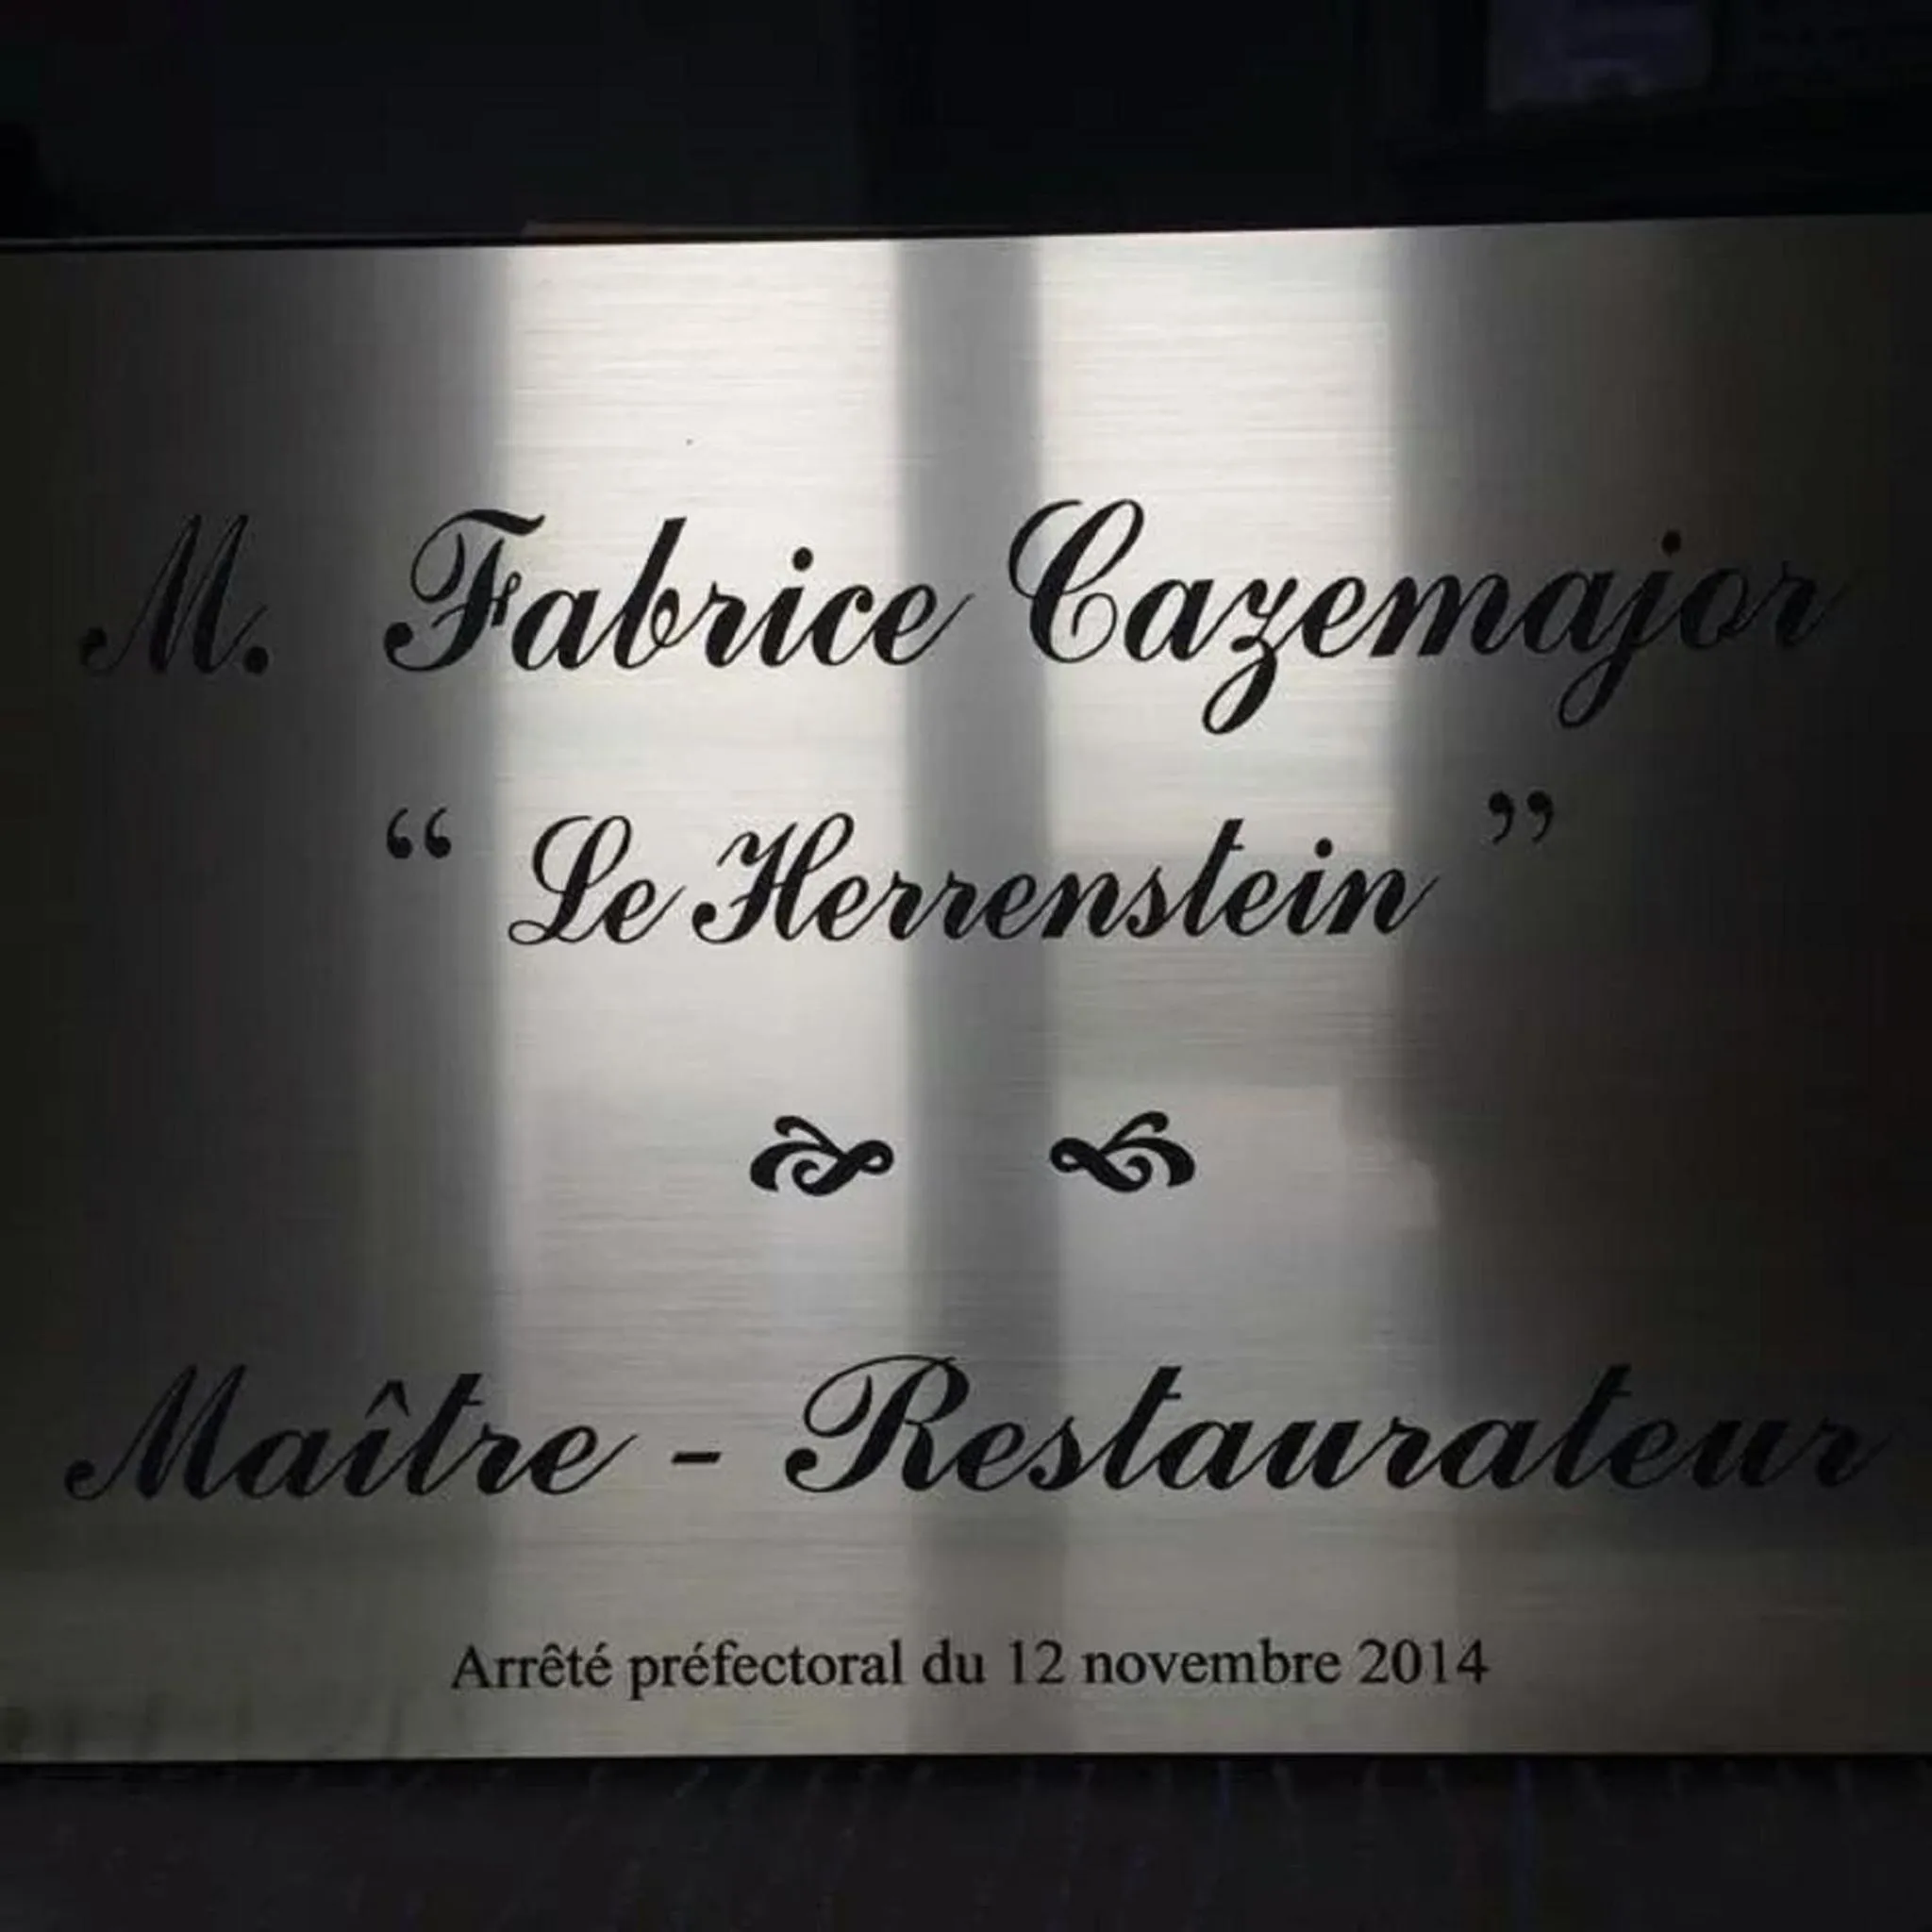 M. Fabrice Cazemajor
“ Le Herrenstein ”
Maître - Restaurateur
Arrêté préfectoral du 12 novembre 2014